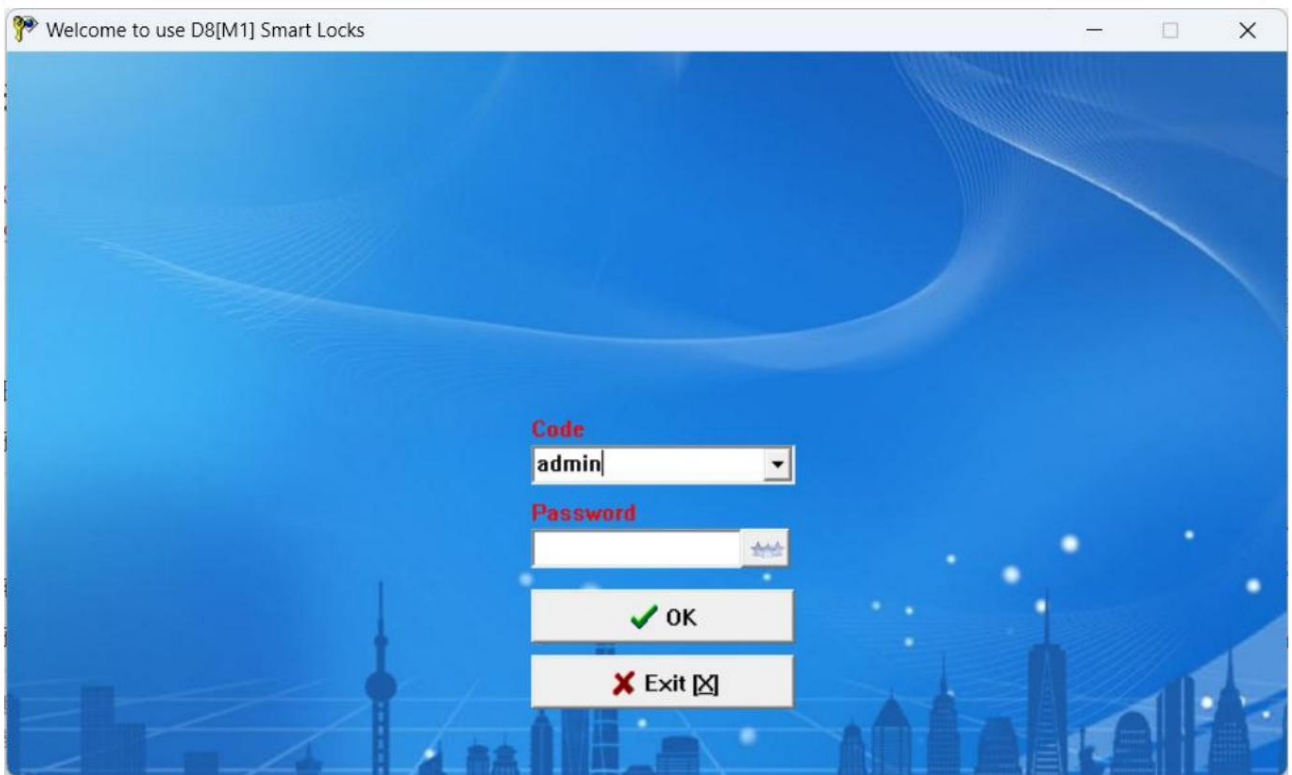 Welcome to use D8[M1] Smart Locks
Code
admin
Password
OK
Exit [X]